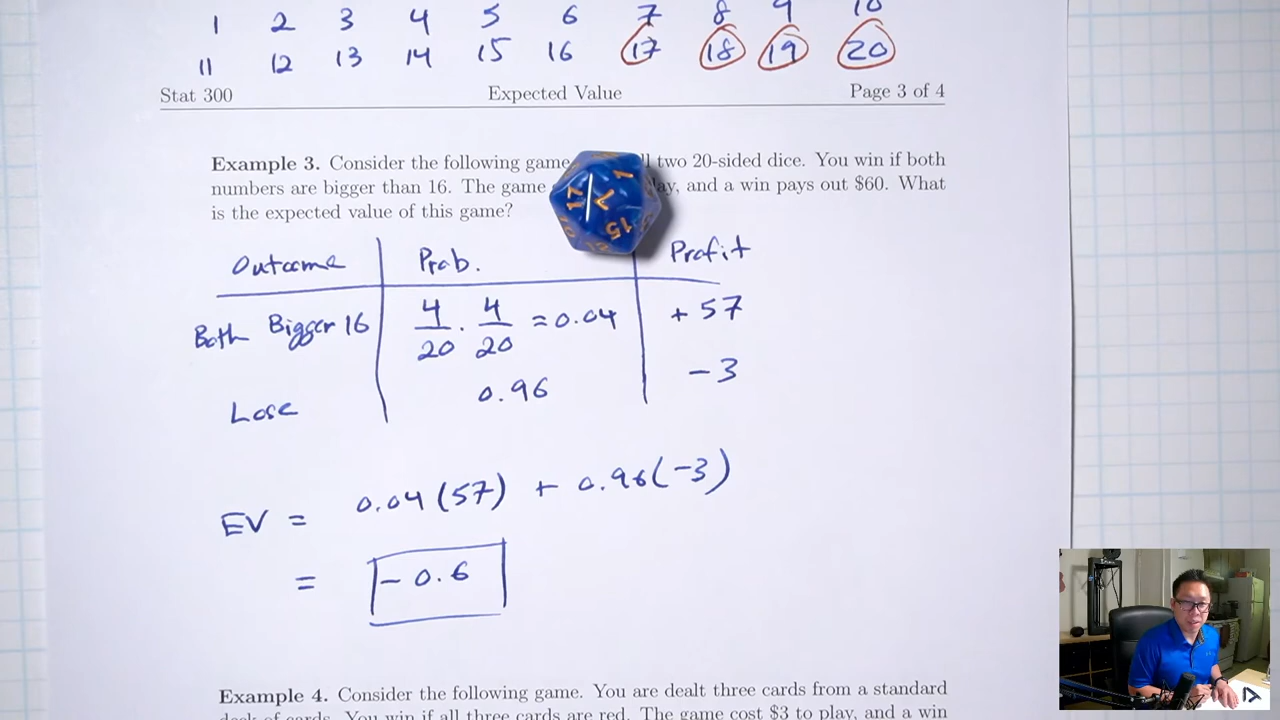 1 2 3 4 5 6 7 8 9 10
11 12 13 14 15 16 17 18 19 20
Stat 300 Expected Value Page 3 of 4
Example 3. Consider the following game two 20-sided dice. You win if both
numbers are bigger than 16. The game play, and a win pays out $60. What
is the expected value of this game?
17 7 1 15
Outcome Prob. Profit
Both Bigger 16 4/20 · 4/20 = 0.04 + 57
Lose 0.96 - 3
EV = 0.04 (57) + 0.96(-3)
= - 0.6
Example 4. Consider the following game. You are dealt three cards from a standard
deck of cards. You win if all three cards are red. The game cost $3 to play, and a win